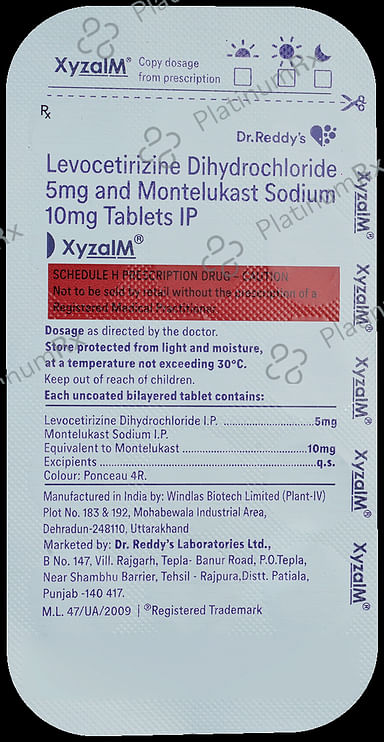 XyzalM® Copy dosage
from prescription
Rx
Dr.Reddy's
Levocetirizine Dihydrochloride
5mg and Montelukast Sodium
10mg Tablets IP
XyzalM®
SCHEDULE H PRESCRIPTION DRUG – CAUTION
Not to be sold by retail without the prescription of a
Registered Medical Practitioner.
Dosage as directed by the doctor.
Store protected from light and moisture,
at a temperature not exceeding 30°C.
Keep out of reach of children.
Each uncoated bilayered tablet contains:
Levocetirizine Dihydrochloride I.P. ........................5mg
Montelukast Sodium I.P.
Equivalent to Montelukast ...................................10mg
Excipients ............................................................q.s.
Colour: Ponceau 4R.
Manufactured in India by: Windlas Biotech Limited (Plant-IV)
Plot No. 183 & 192, Mohabewala Industrial Area,
Dehradun-248110, Uttarakhand
Marketed by: Dr. Reddy's Laboratories Ltd.,
B No. 147, Vill. Rajgarh, Tepla- Banur Road, P.O.Tepla,
Near Shambhu Barrier, Tehsil - Rajpura,Distt. Patiala,
Punjab -140 417.
M.L. 47/UA/2009 | ®Registered Trademark
XyzalM®
XyzalM®
XyzalM®
XyzalM®
XyzalM®
PlatinumRx
PlatinumRx
PlatinumRx